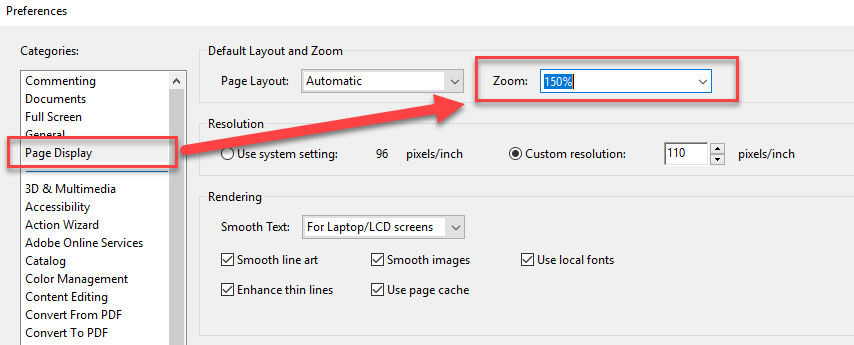 Preferences
Categories:
Commenting
Documents
Full Screen
General
Page Display
3D & Multimedia
Accessibility
Action Wizard
Adobe Online Services
Catalog
Color Management
Content Editing
Convert From PDF
Convert To PDF
Default Layout and Zoom
Page Layout: Automatic Zoom: 150%
Resolution
Use system setting: 96 pixels/inch Custom resolution: 110 pixels/inch
Rendering
Smooth Text: For Laptop/LCD screens
Smooth line art Smooth images Use local fonts
Enhance thin lines Use page cache